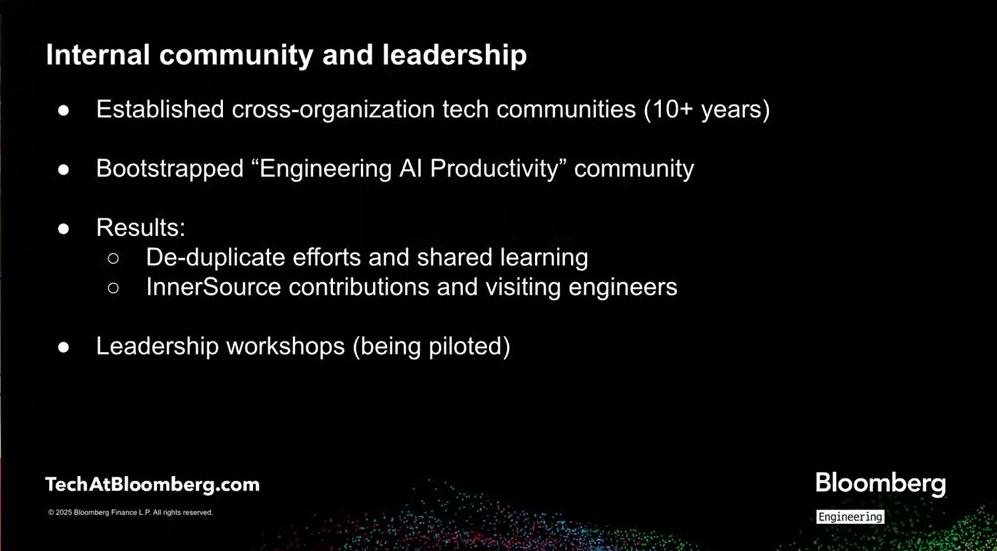 Internal community and leadership
● Established cross-organization tech communities (10+ years)
● Bootstrapped “Engineering AI Productivity” community
● Results:
○ De-duplicate efforts and shared learning
○ InnerSource contributions and visiting engineers
● Leadership workshops (being piloted)
TechAtBloomberg.com
© 2025 Bloomberg Finance L.P. All rights reserved.
Bloomberg
Engineering